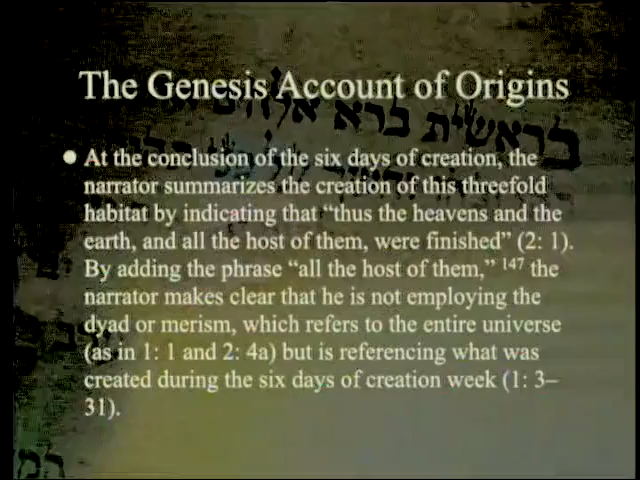 The Genesis Account of Origins
בראשית ברא אלהים
At the conclusion of the six days of creation, the
narrator summarizes the creation of this threefold
habitat by indicating that “thus the heavens and the
earth, and all the host of them, were finished” (2: 1).
By adding the phrase “all the host of them,” 147 the
narrator makes clear that he is not employing the
dyad or merism, which refers to the entire universe
(as in 1: 1 and 2: 4a) but is referencing what was
created during the six days of creation week (1: 3–
31).